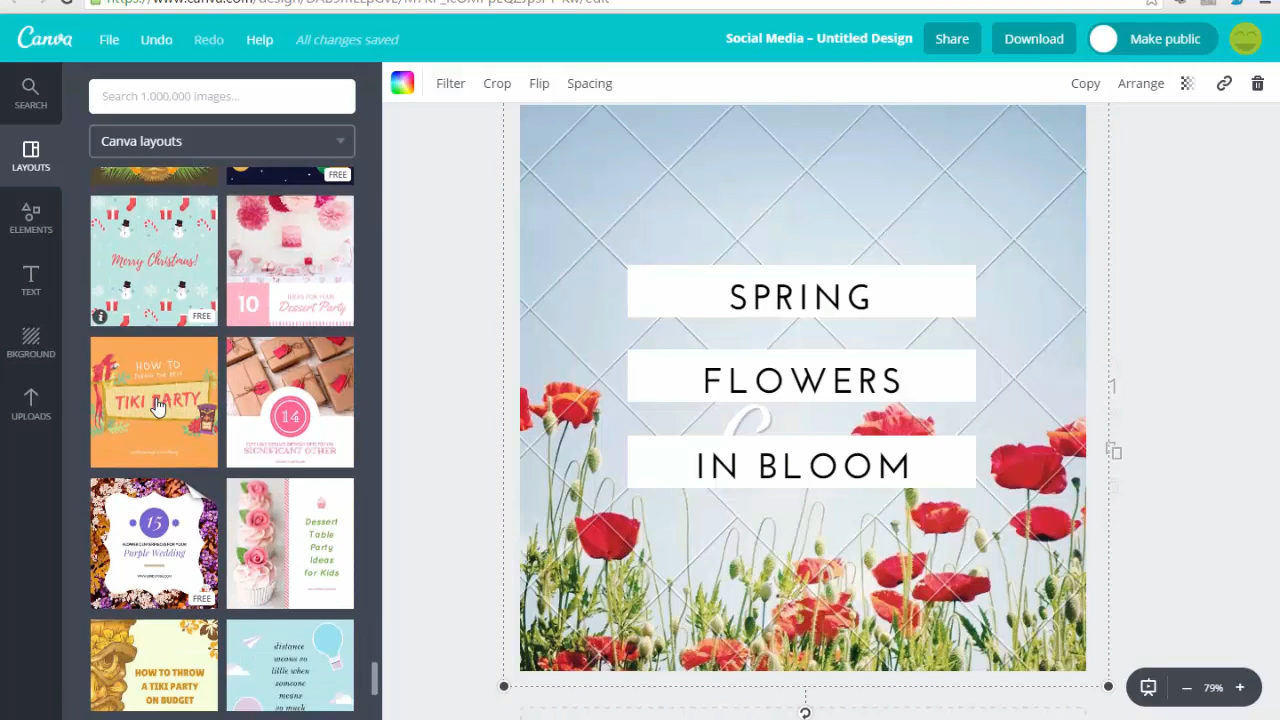 Canva
File
Undo
Redo
Help
All changes saved
Social Media – Untitled Design
Share
Download
Make public
SEARCH
LAYOUTS
ELEMENTS
TEXT
BKGROUND
UPLOADS
Search 1,000,000 images...
Canva layouts
Filter
Crop
Flip
Spacing
Copy
Arrange
FREE
Merry Christmas!
FREE
10
IDEAS FOR YOUR
Dessert Party
HOW TO
TIKI PARTY
14
SIGNIFICANT OTHER
15
Purple Wedding
FREE
Dessert
Table
Party
Ideas
for Kids
HOW TO THROW
A TIKI PARTY
ON BUDGET
distance
means so
little when
someone
means
so much
SPRING
FLOWERS
IN BLOOM
1
79%